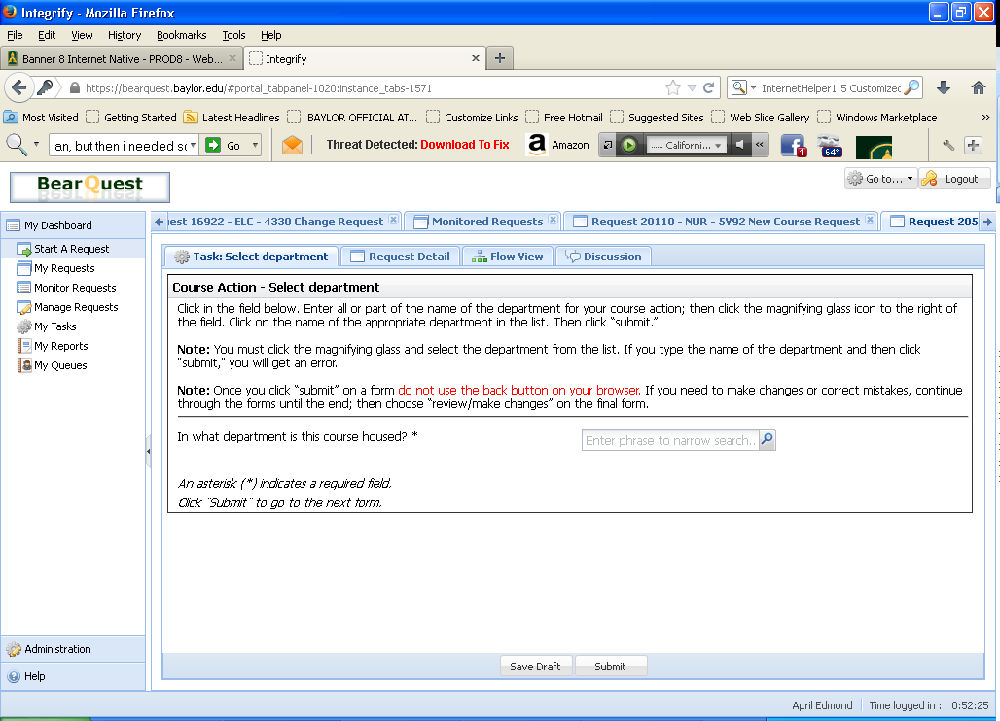 Integrify - Mozilla Firefox
File Edit View History Bookmarks Tools Help
Banner 8 Internet Native - PROD8 - Web... Integrify
https://bearquest.baylor.edu/#portal_tabpanel-1020:instance_tabs-1571 InternetHelper1.5 Customized
Most Visited Getting Started Latest Headlines BAYLOR OFFICIAL AT... Customize Links Free Hotmail Suggested Sites Web Slice Gallery Windows Marketplace »
an, but then i needed so Go Threat Detected: Download To Fix a Amazon ..... Californi... « 1 64°
BearQuest Go to... Logout
My Dashboard
est 16922 - ELC - 4330 Change Request Monitored Requests Request 20110 - NUR - 5V92 New Course Request Request 205
Start A Request
My Requests
Monitor Requests
Manage Requests
My Tasks
My Reports
My Queues
Task: Select department Request Detail Flow View Discussion
Course Action - Select department
Click in the field below. Enter all or part of the name of the department for your course action; then click the magnifying glass icon to the right of
the field. Click on the name of the appropriate department in the list. Then click “submit.”
Note: You must click the magnifying glass and select the department from the list. If you type the name of the department and then click
“submit,” you will get an error.
Note: Once you click “submit” on a form do not use the back button on your browser. If you need to make changes or correct mistakes, continue
through the forms until the end; then choose “review/make changes” on the final form.
In what department is this course housed? * Enter phrase to narrow search..
An asterisk (*) indicates a required field.
Click "Submit" to go to the next form.
Administration
Help
Save Draft Submit
April Edmond Time logged in : 0:52:25